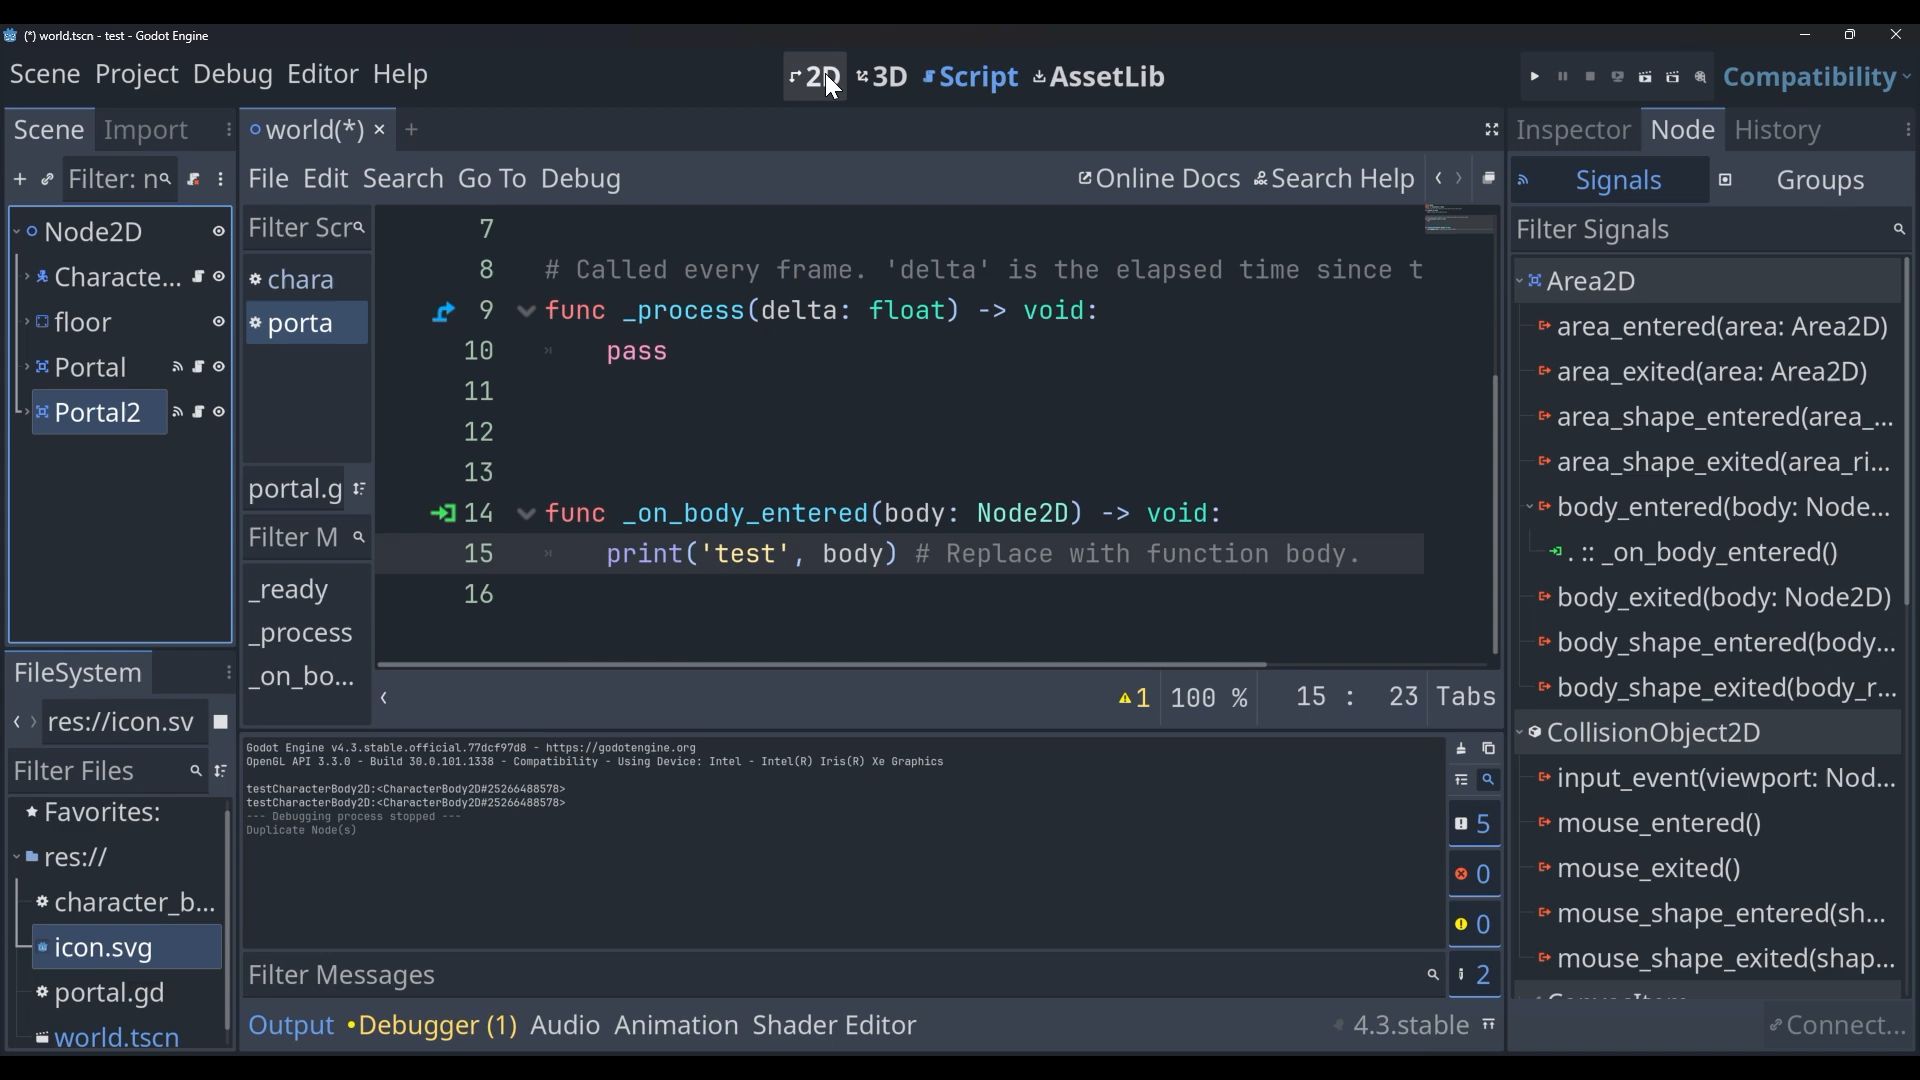 (*) world.tscn - test - Godot Engine
Scene Project Debug Editor Help
2D 3D Script AssetLib
Compatibility
Scene Import
world(*)
Inspector Node History
Filter: n
File Edit Search Go To Debug
Online Docs Search Help
Signals Groups
Node2D
Characte...
floor
Portal
Portal2
Filter Scr
chara
porta
portal.g
Filter M
_ready
_process
_on_bo...
7
8 # Called every frame. 'delta' is the elapsed time since t
9 func _process(delta: float) -> void:
10 pass
11
12
13
14 func _on_body_entered(body: Node2D) -> void:
15 print('test', body) # Replace with function body.
16
1 100 % 15 : 23 Tabs
Filter Signals
Area2D
area_entered(area: Area2D)
area_exited(area: Area2D)
area_shape_entered(area_...
area_shape_exited(area_ri...
body_entered(body: Node...
. :: _on_body_entered()
body_exited(body: Node2D)
body_shape_entered(body...
body_shape_exited(body_r...
CollisionObject2D
input_event(viewport: Nod...
mouse_entered()
mouse_exited()
mouse_shape_entered(sh...
mouse_shape_exited(shap...
Connect...
FileSystem
res://icon.sv
Filter Files
Favorites:
res://
character_b...
icon.svg
portal.gd
world.tscn
Godot Engine v4.3.stable.official.77dcf97d8 - https://godotengine.org
OpenGL API 3.3.0 - Build 30.0.101.1338 - Compatibility - Using Device: Intel - Intel(R) Iris(R) Xe Graphics
testCharacterBody2D:<CharacterBody2D#25266488578>
testCharacterBody2D:<CharacterBody2D#25266488578>
--- Debugging process stopped ---
Duplicate Node(s)
5
0
0
2
Filter Messages
Output Debugger (1) Audio Animation Shader Editor
4.3.stable